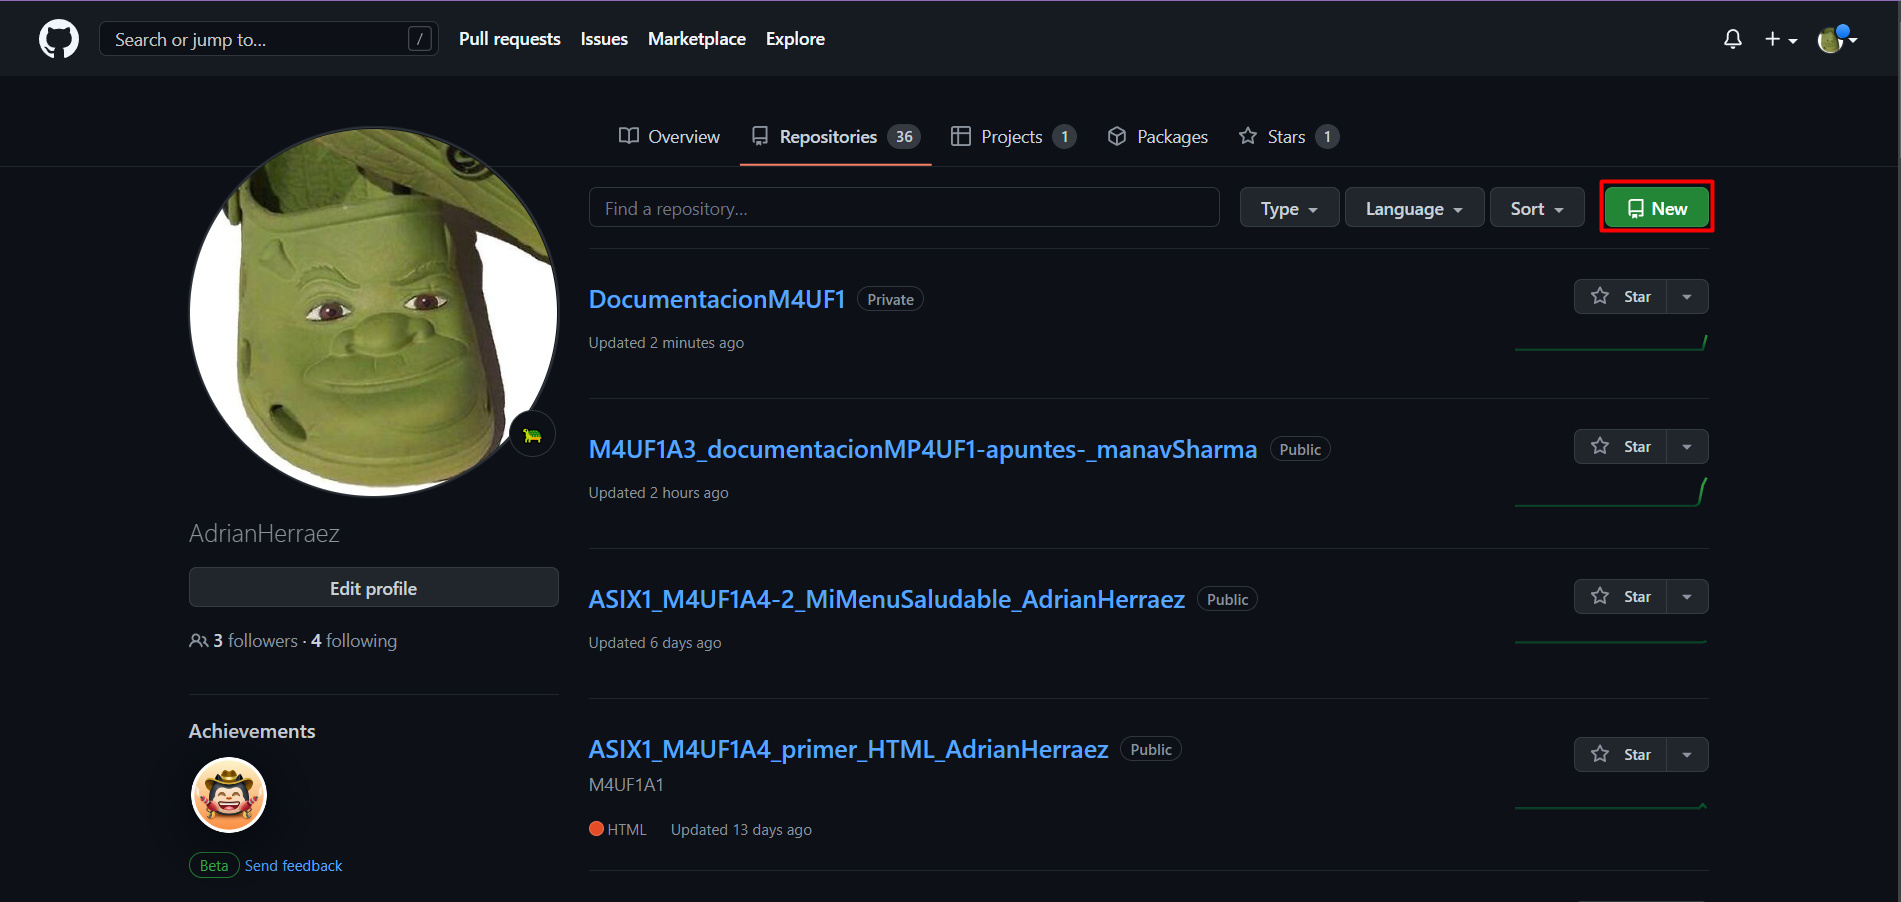 Search or jump to... /
Pull requests
Issues
Marketplace
Explore
Overview
Repositories 36
Projects 1
Packages
Stars 1
Find a repository...
Type
Language
Sort
New
DocumentacionM4UF1 Private
Star
Updated 2 minutes ago
M4UF1A3_documentacionMP4UF1-apuntes-_manavSharma Public
Star
Updated 2 hours ago
ASIX1_M4UF1A4-2_MiMenuSaludable_AdrianHerraez Public
Star
Updated 6 days ago
ASIX1_M4UF1A4_primer_HTML_AdrianHerraez Public
Star
M4UF1A1
HTML Updated 13 days ago
AdrianHerraez
Edit profile
3 followers · 4 following
Achievements
Beta Send feedback